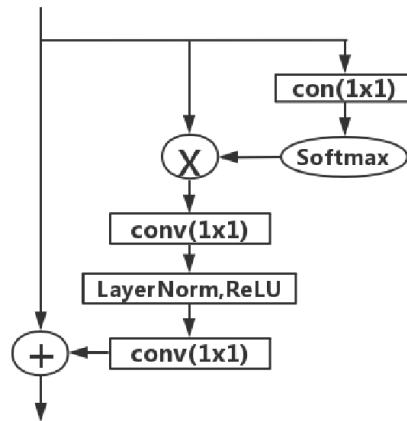 con(1x1)
X
Softmax
conv(1x1)
LayerNorm,ReLU
conv(1x1)
+